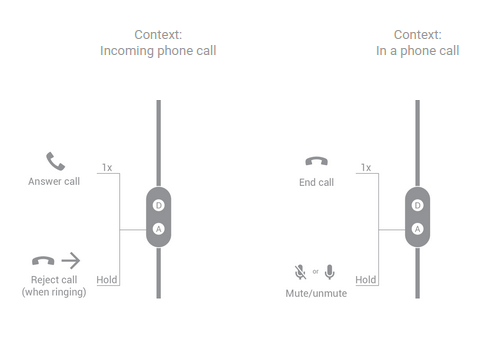 Context:
Incoming phone call
Context:
In a phone call
1x
Answer call
D
A
Reject call
(when ringing)
Hold
1x
End call
D
A
or
Mute/unmute
Hold